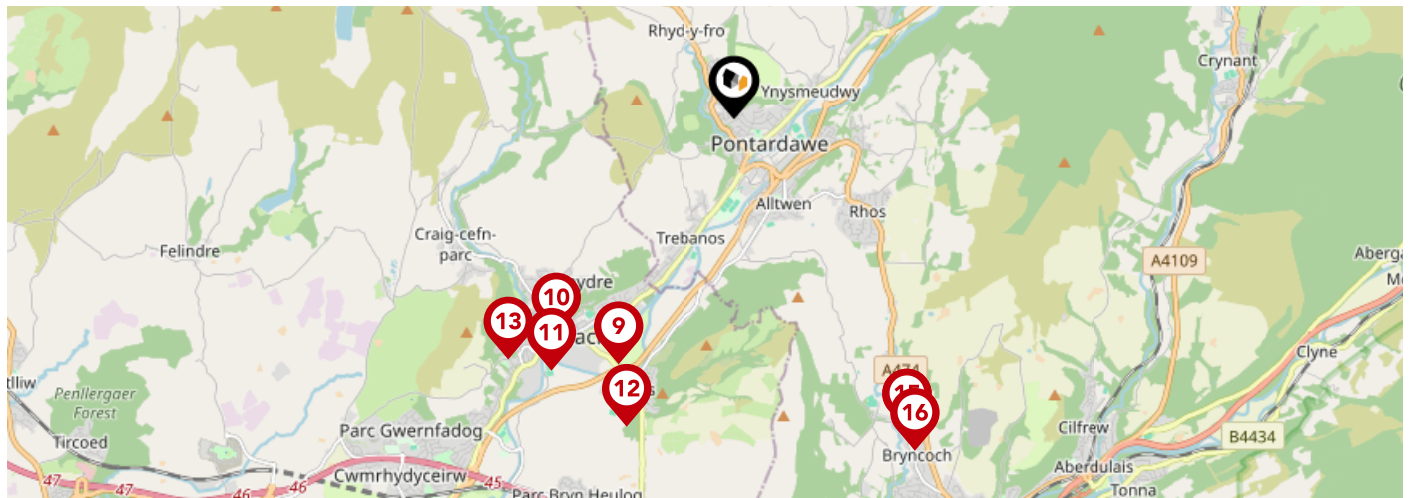 Rhyd-y-fro
Crynant
Ynysmeudwy
Pontardawe
Alltwen
Rhos
Trebanos
Craig-cefn-
parc
Felindre
A4109
10
13
11
9
12
A474
16
Clyne
tlliw
Penllergaer
Forest
Tircoed
Parc Gwernfadog
Cwmrhydyceirw
Bryncoch
Cilfrew
B4434
Aberdulais
Tonna
47
47
46
46
45
Parc Bryn Heulog